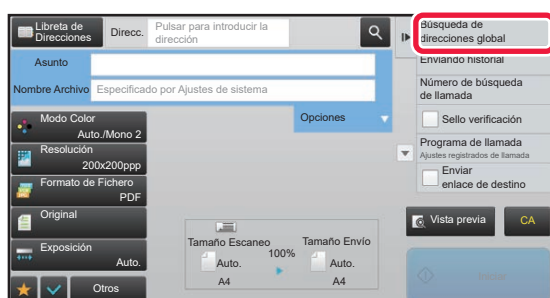 Libreta de
Direcciones
Direcc.
Pulsar para introducir la
dirección
Asunto
Nombre Archivo
Especificado por Ajustes de sistema
Modo Color
Auto./Mono 2
Resolución
200x200ppp
Formato de Fichero
PDF
Original
Exposición
Auto.
Otros
Opciones
Tamaño Escaneo
Auto.
A4
100%
Tamaño Envío
Auto.
A4
Búsqueda de
direcciones global
Enviando historial
Número de búsqueda
de llamada
Sello verificación
Programa de llamada
Ajustes registrados de llamada
Enviar
enlace de destino
Vista previa
CA
Iniciar